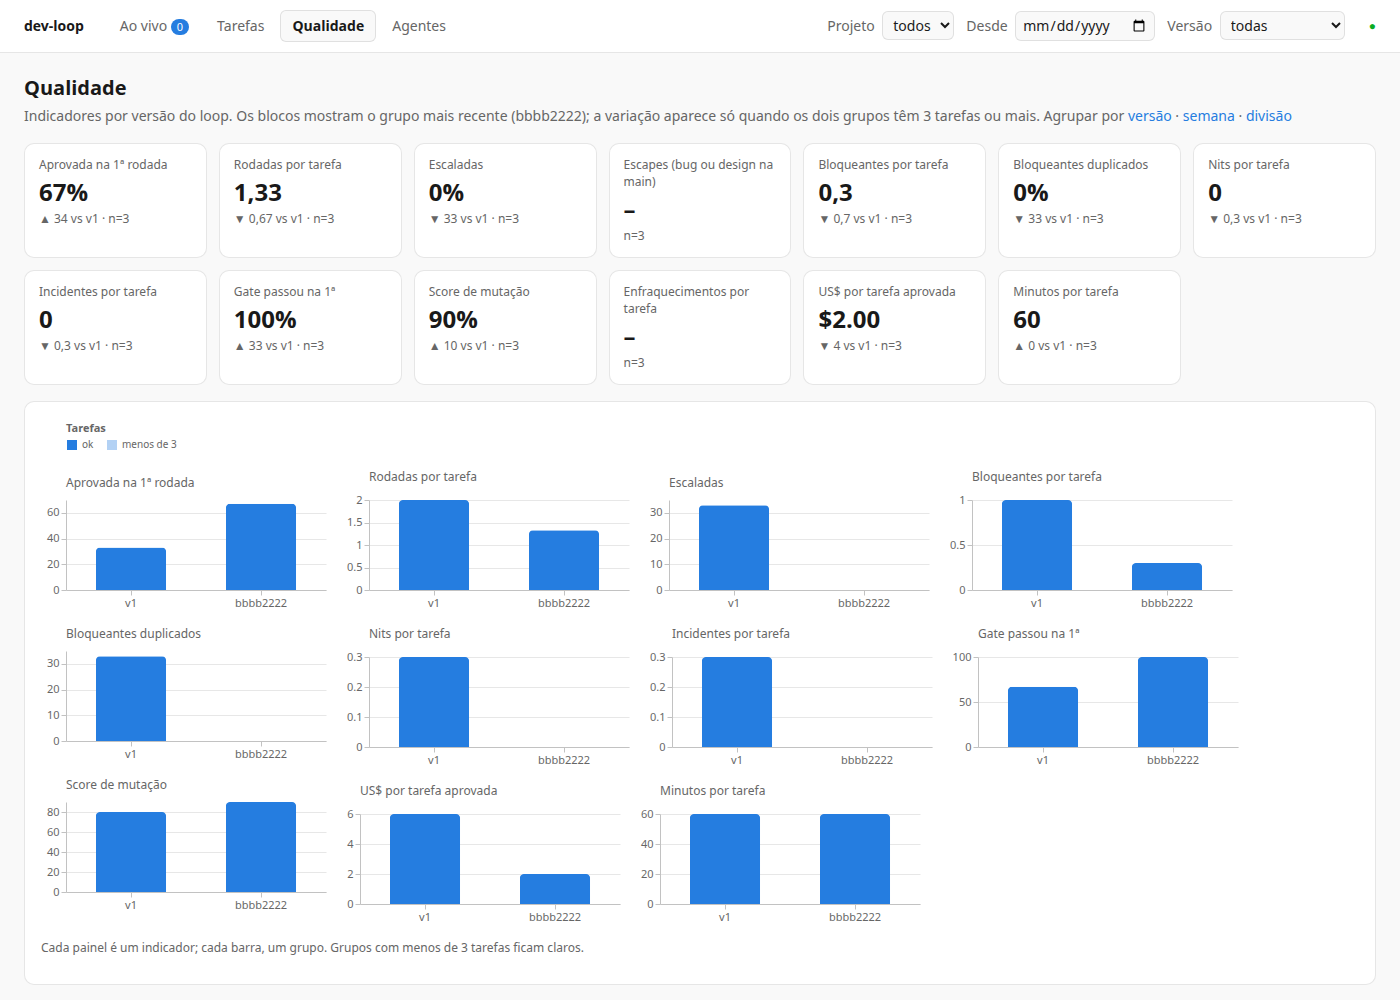 dev-loop
Ao vivo 0
Tarefas
Qualidade
Agentes
Projeto todos
Desde mm/dd/yyyy
Versão todas
Qualidade
Indicadores por versão do loop. Os blocos mostram o grupo mais recente (bbbb2222); a variação aparece só quando os dois grupos têm 3 tarefas ou mais. Agrupar por versão · semana · divisão
Aprovada na 1ª rodada
67%
▲ 34 vs v1 · n=3
Rodadas por tarefa
1,33
▼ 0,67 vs v1 · n=3
Escaladas
0%
▼ 33 vs v1 · n=3
Escapes (bug ou design na
main)
–
n=3
Bloqueantes por tarefa
0,3
▼ 0,7 vs v1 · n=3
Bloqueantes duplicados
0%
▼ 33 vs v1 · n=3
Nits por tarefa
0
▼ 0,3 vs v1 · n=3
Incidentes por tarefa
0
▼ 0,3 vs v1 · n=3
Gate passou na 1ª
100%
▲ 33 vs v1 · n=3
Score de mutação
90%
▲ 10 vs v1 · n=3
Enfraquecimentos por
tarefa
–
n=3
US$ por tarefa aprovada
$2.00
▼ 4 vs v1 · n=3
Minutos por tarefa
60
▲ 0 vs v1 · n=3
Tarefas
ok
menos de 3
Aprovada na 1ª rodada
60
40
20
0
v1
bbbb2222
Rodadas por tarefa
2
1.5
1
0.5
0
v1
bbbb2222
Escaladas
30
20
10
0
v1
bbbb2222
Bloqueantes por tarefa
1
0.5
0
v1
bbbb2222
Bloqueantes duplicados
30
20
10
0
v1
bbbb2222
Nits por tarefa
0.3
0.2
0.1
0
v1
bbbb2222
Incidentes por tarefa
0.3
0.2
0.1
0
v1
bbbb2222
Gate passou na 1ª
100
50
0
v1
bbbb2222
Score de mutação
80
60
40
20
0
v1
bbbb2222
US$ por tarefa aprovada
6
4
2
0
v1
bbbb2222
Minutos por tarefa
60
40
20
0
v1
bbbb2222
Cada painel é um indicador; cada barra, um grupo. Grupos com menos de 3 tarefas ficam claros.